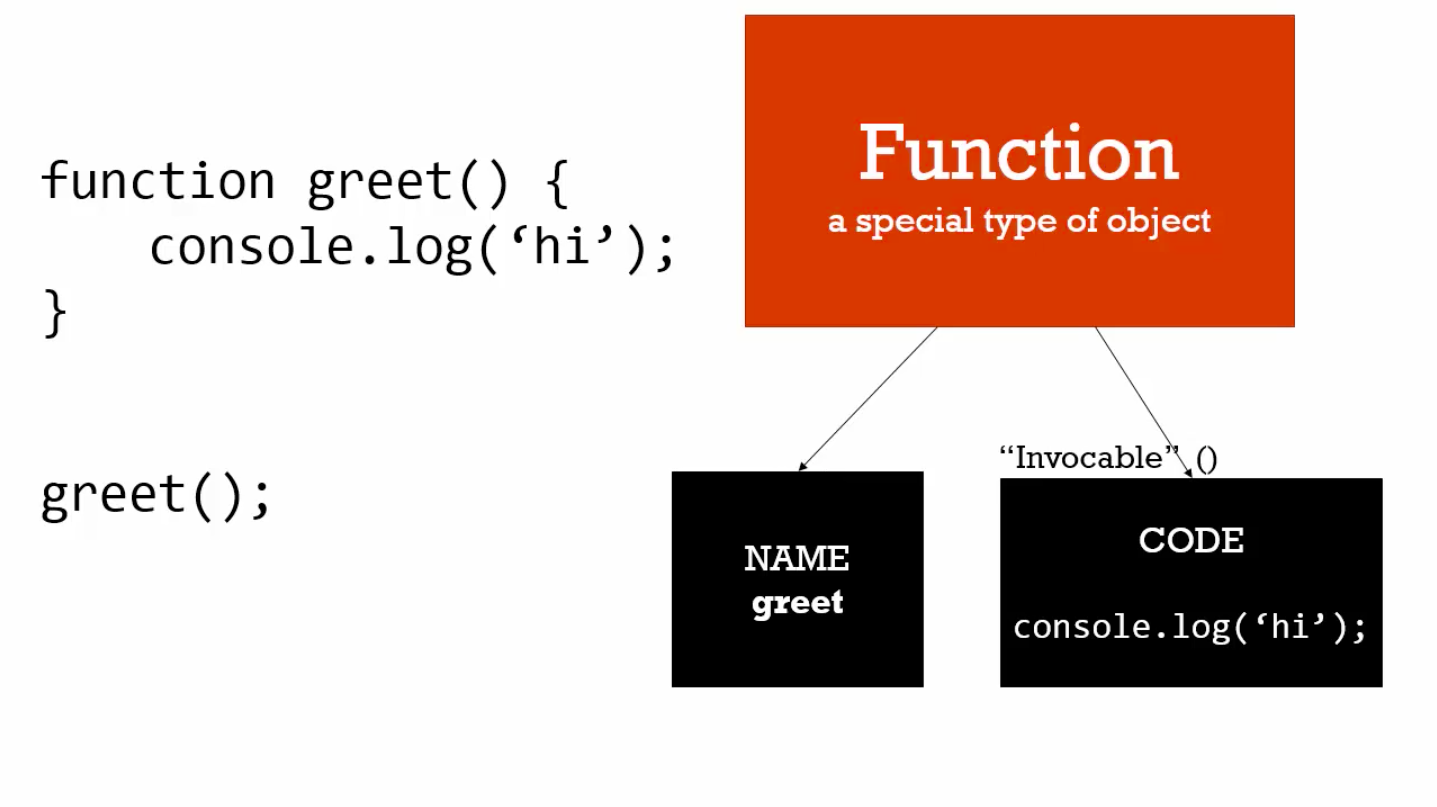 function greet() {
console.log(‘hi’);
}
greet();
Function
a special type of object
“Invocable” ()
NAME
greet
CODE
console.log(‘hi’);